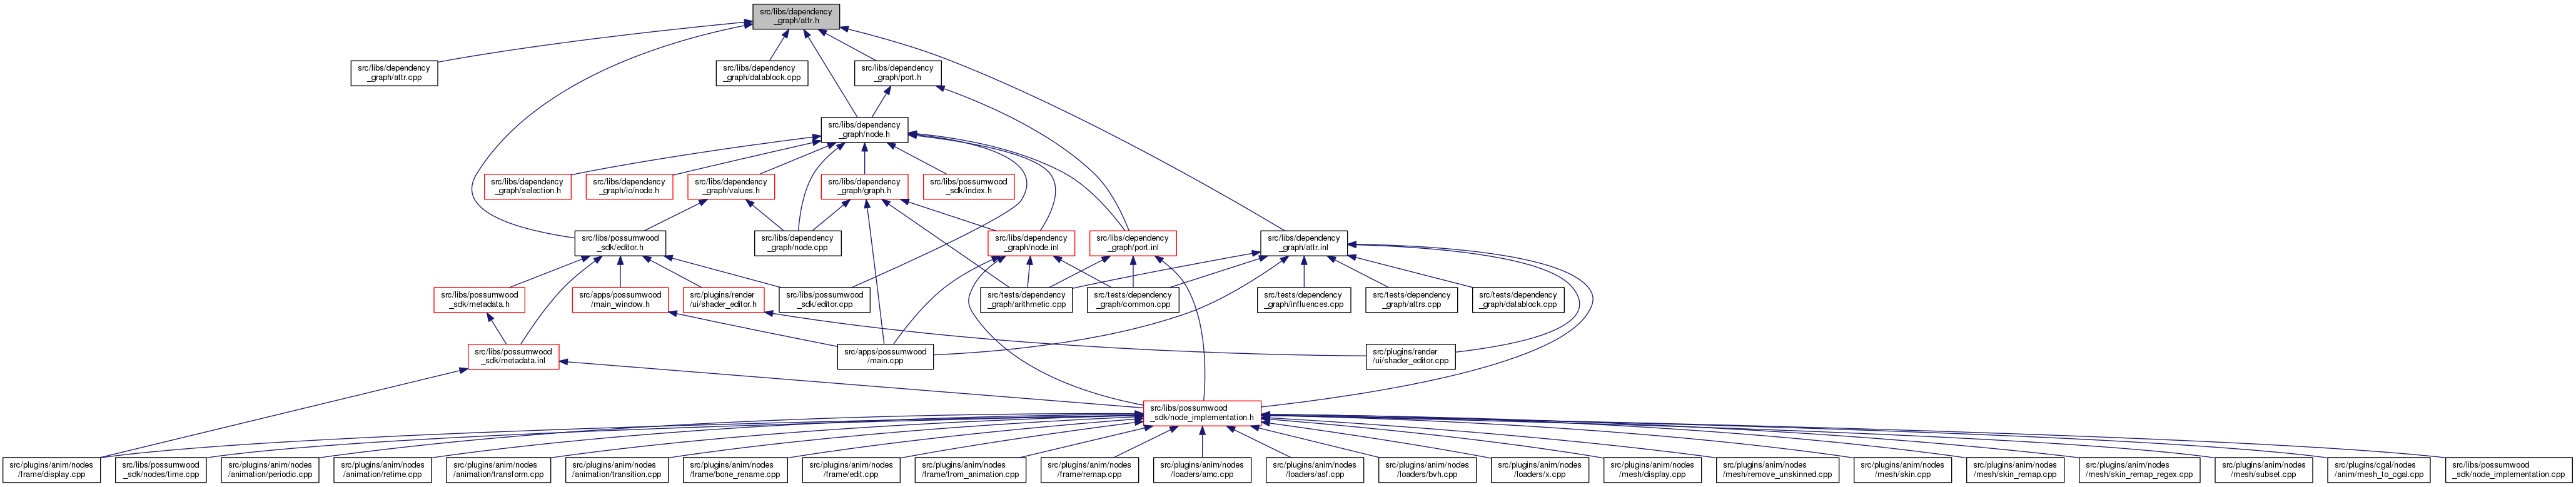 src/libs/dependency
_graph/attr.h
src/libs/dependency
_graph/attr.cpp
src/libs/dependency
_graph/datablock.cpp
src/libs/dependency
_graph/port.h
src/libs/dependency
_graph/node.h
src/libs/dependency
_graph/selection.h
src/libs/dependency
_graph/io/node.h
src/libs/dependency
_graph/values.h
src/libs/dependency
_graph/graph.h
src/libs/possumwood
_sdk/index.h
src/libs/possumwood
_sdk/editor.h
src/libs/dependency
_graph/node.cpp
src/libs/dependency
_graph/node.inl
src/libs/dependency
_graph/port.inl
src/libs/dependency
_graph/attr.inl
src/libs/possumwood
_sdk/metadata.h
src/apps/possumwood
/main_window.h
src/plugins/render
/ui/shader_editor.h
src/libs/possumwood
_sdk/editor.cpp
src/tests/dependency
_graph/arithmetic.cpp
src/tests/dependency
_graph/common.cpp
src/tests/dependency
_graph/influences.cpp
src/tests/dependency
_graph/attrs.cpp
src/tests/dependency
_graph/datablock.cpp
src/libs/possumwood
_sdk/metadata.inl
src/apps/possumwood
/main.cpp
src/plugins/render
/ui/shader_editor.cpp
src/libs/possumwood
_sdk/node_implementation.h
src/plugins/anim/nodes
/frame/display.cpp
src/libs/possumwood
_sdk/nodes/time.cpp
src/plugins/anim/nodes
/animation/periodic.cpp
src/plugins/anim/nodes
/animation/retime.cpp
src/plugins/anim/nodes
/animation/transform.cpp
src/plugins/anim/nodes
/animation/transition.cpp
src/plugins/anim/nodes
/frame/bone_rename.cpp
src/plugins/anim/nodes
/frame/edit.cpp
src/plugins/anim/nodes
/frame/from_animation.cpp
src/plugins/anim/nodes
/frame/remap.cpp
src/plugins/anim/nodes
/loaders/amc.cpp
src/plugins/anim/nodes
/loaders/asf.cpp
src/plugins/anim/nodes
/loaders/bvh.cpp
src/plugins/anim/nodes
/loaders/x.cpp
src/plugins/anim/nodes
/mesh/display.cpp
src/plugins/anim/nodes
/mesh/remove_unskinned.cpp
src/plugins/anim/nodes
/mesh/skin.cpp
src/plugins/anim/nodes
/mesh/skin_remap.cpp
src/plugins/anim/nodes
/mesh/skin_remap_regex.cpp
src/plugins/anim/nodes
/mesh/subset.cpp
src/plugins/cgal/nodes
/anim/mesh_to_cgal.cpp
src/libs/possumwood
_sdk/node_implementation.cpp